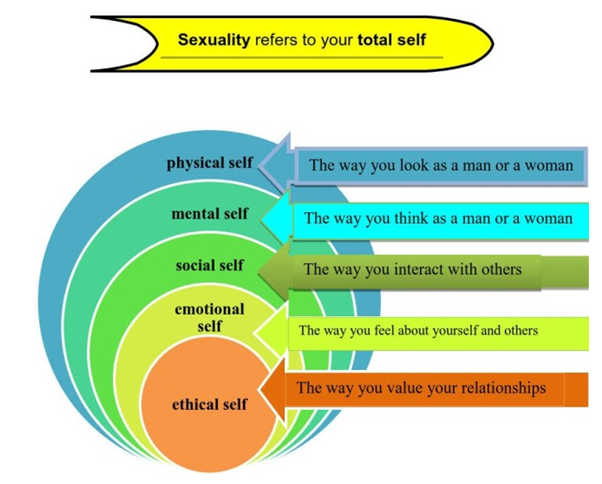 Sexuality refers to your total self
physical self
The way you look as a man or a woman
mental self
The way you think as a man or a woman
social self
The way you interact with others
emotional
self
The way you feel about yourself and others
ethical self
The way you value your relationships